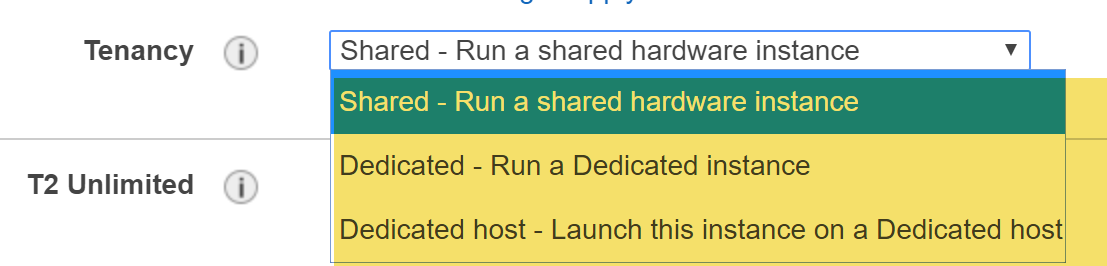 Tenancy
Shared - Run a shared hardware instance
Shared - Run a shared hardware instance
Dedicated - Run a Dedicated instance
T2 Unlimited
Dedicated host - Launch this instance on a Dedicated host